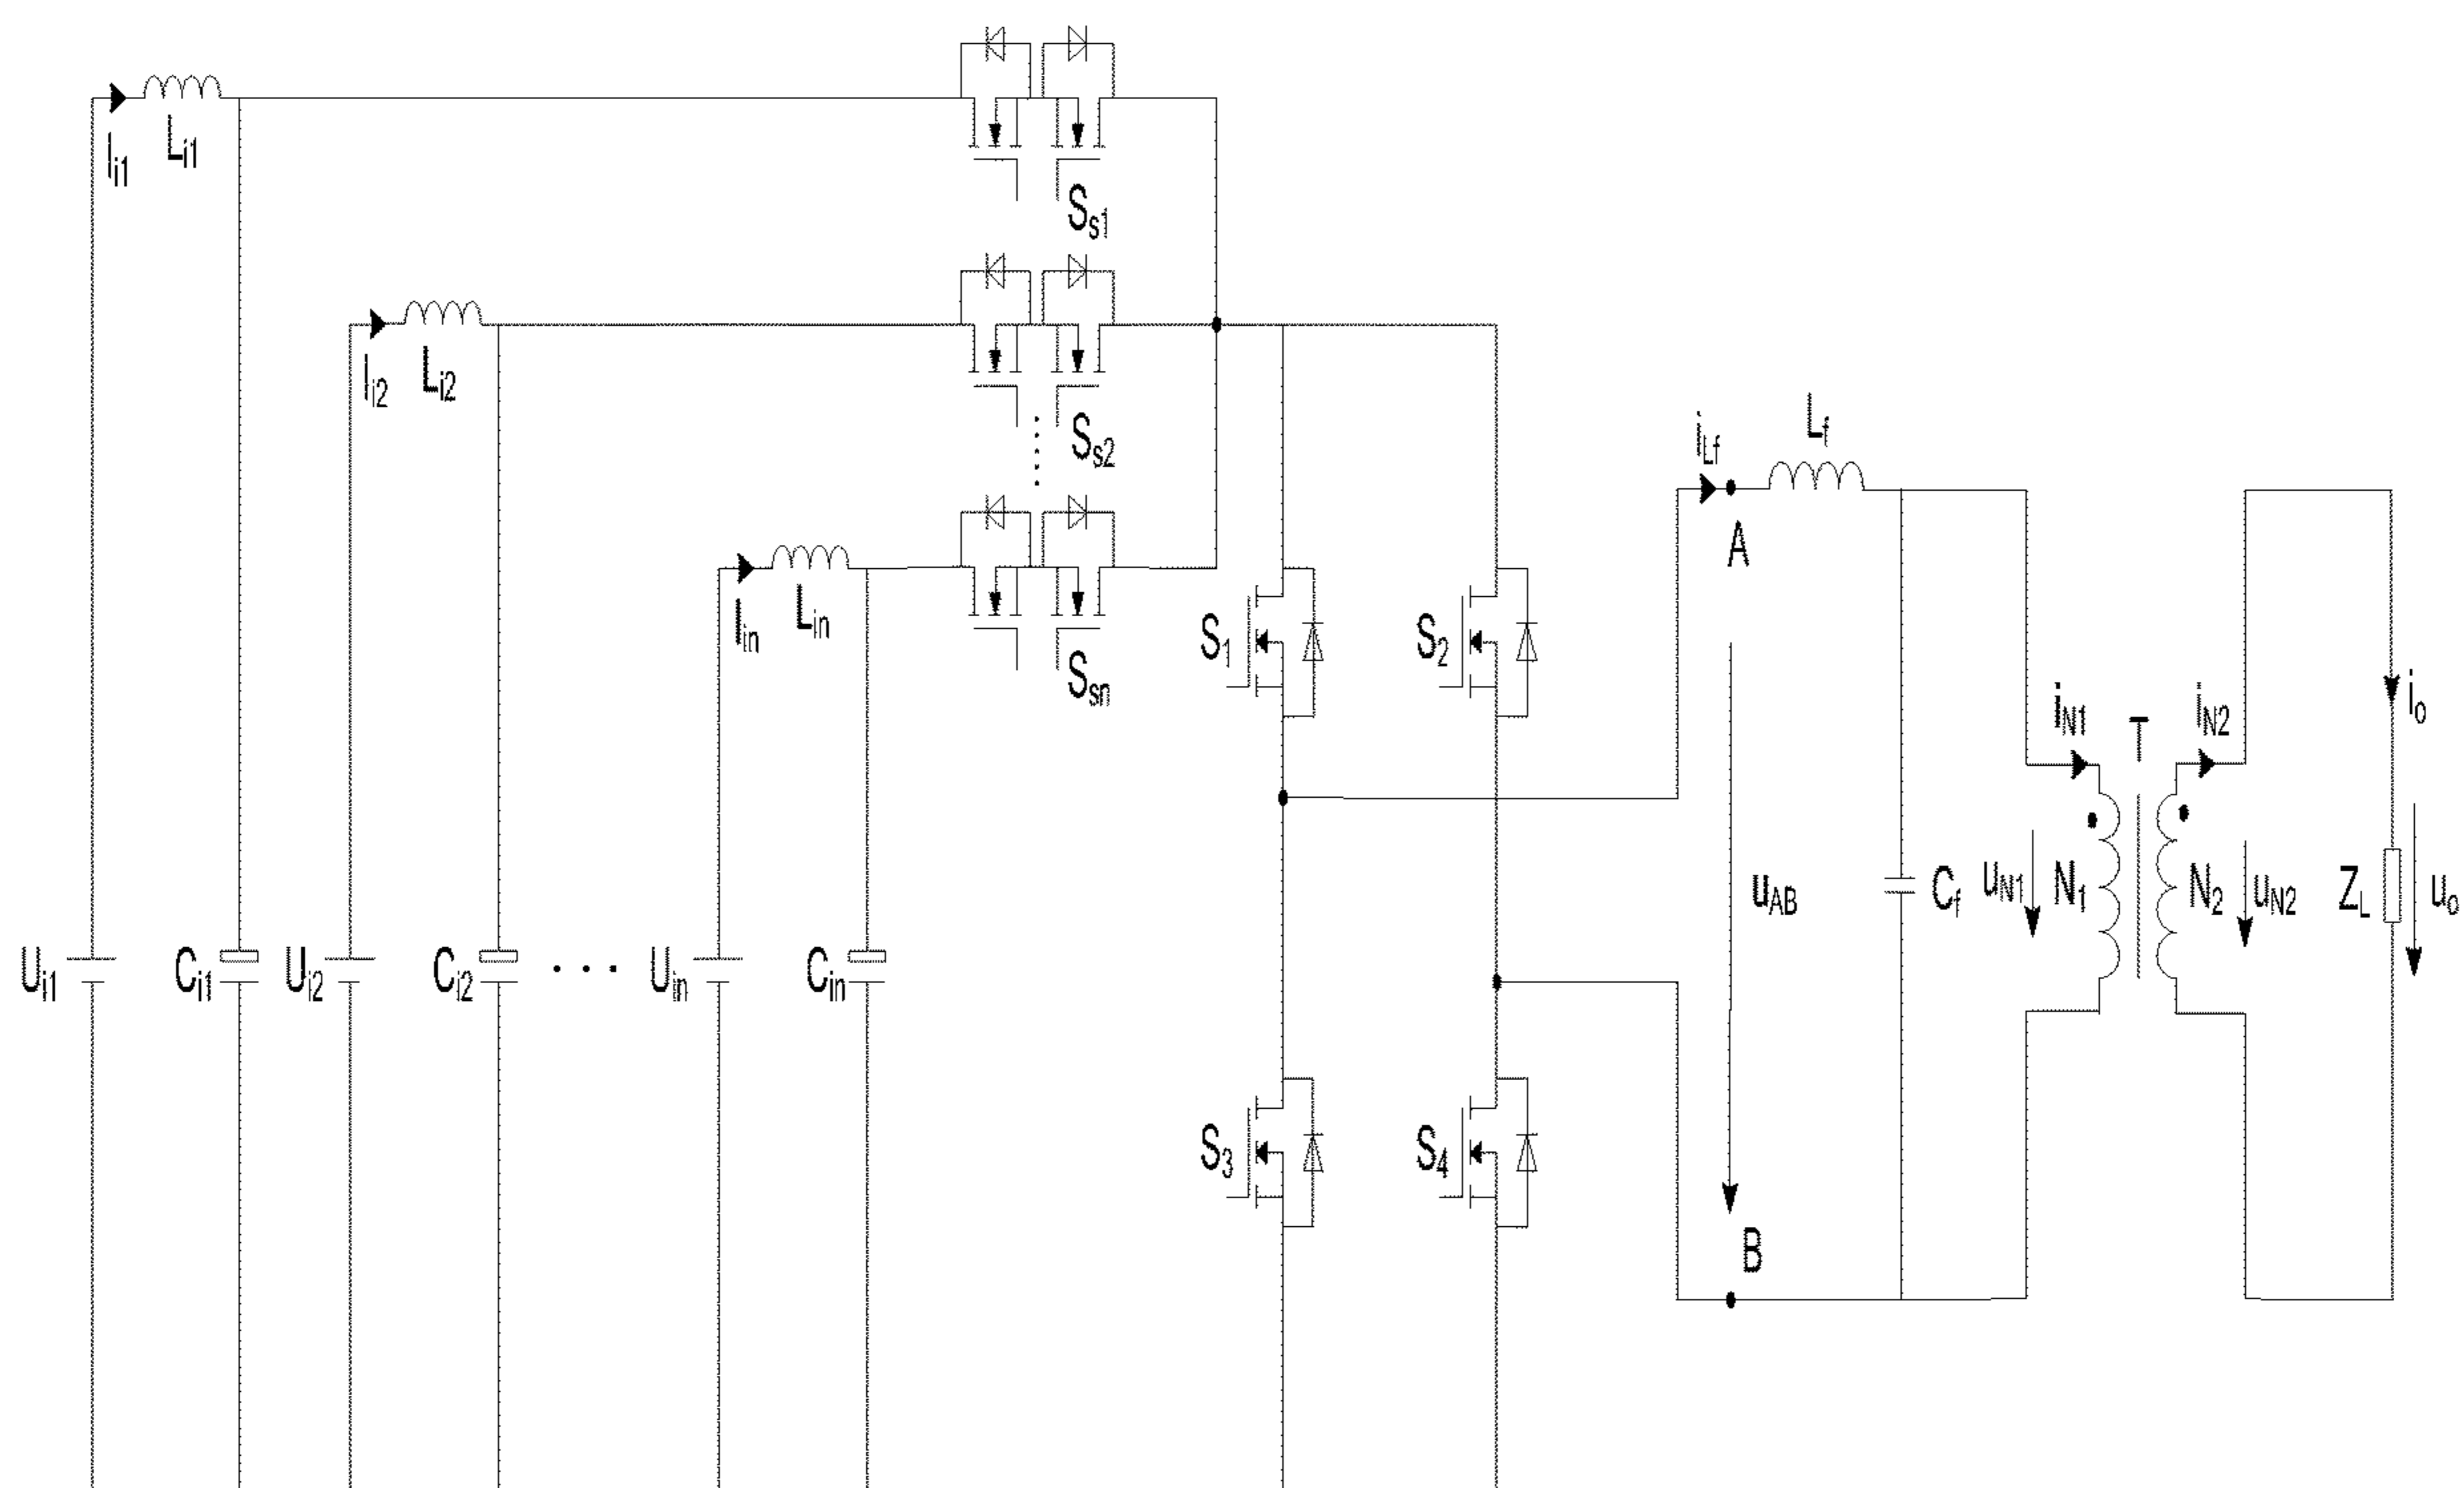 Ii1
Li1
Ss1
Ii2
Li2
Ss2
Iin
Lin
Ssn
iLf
Lf
A
S1
S2
iN1
T
iN2
io
Ui1
Ci1
Ui2
Ci2
...
Uin
Cin
uAB
Cf
uN1
N1
N2
uN2
ZL
uo
S3
S4
B